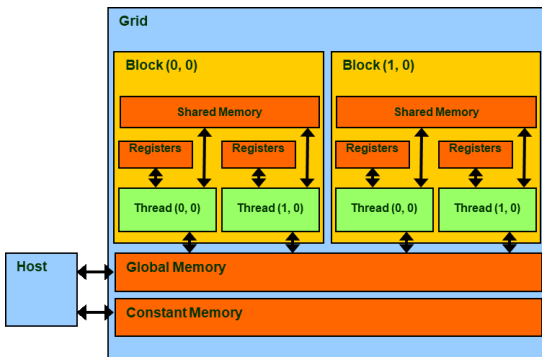 Grid
Block (0, 0)
Block (1, 0)
Shared Memory
Shared Memory
Registers
Registers
Registers
Registers
Thread (0, 0)
Thread (1, 0)
Thread (0, 0)
Thread (1, 0)
Host
Global Memory
Constant Memory